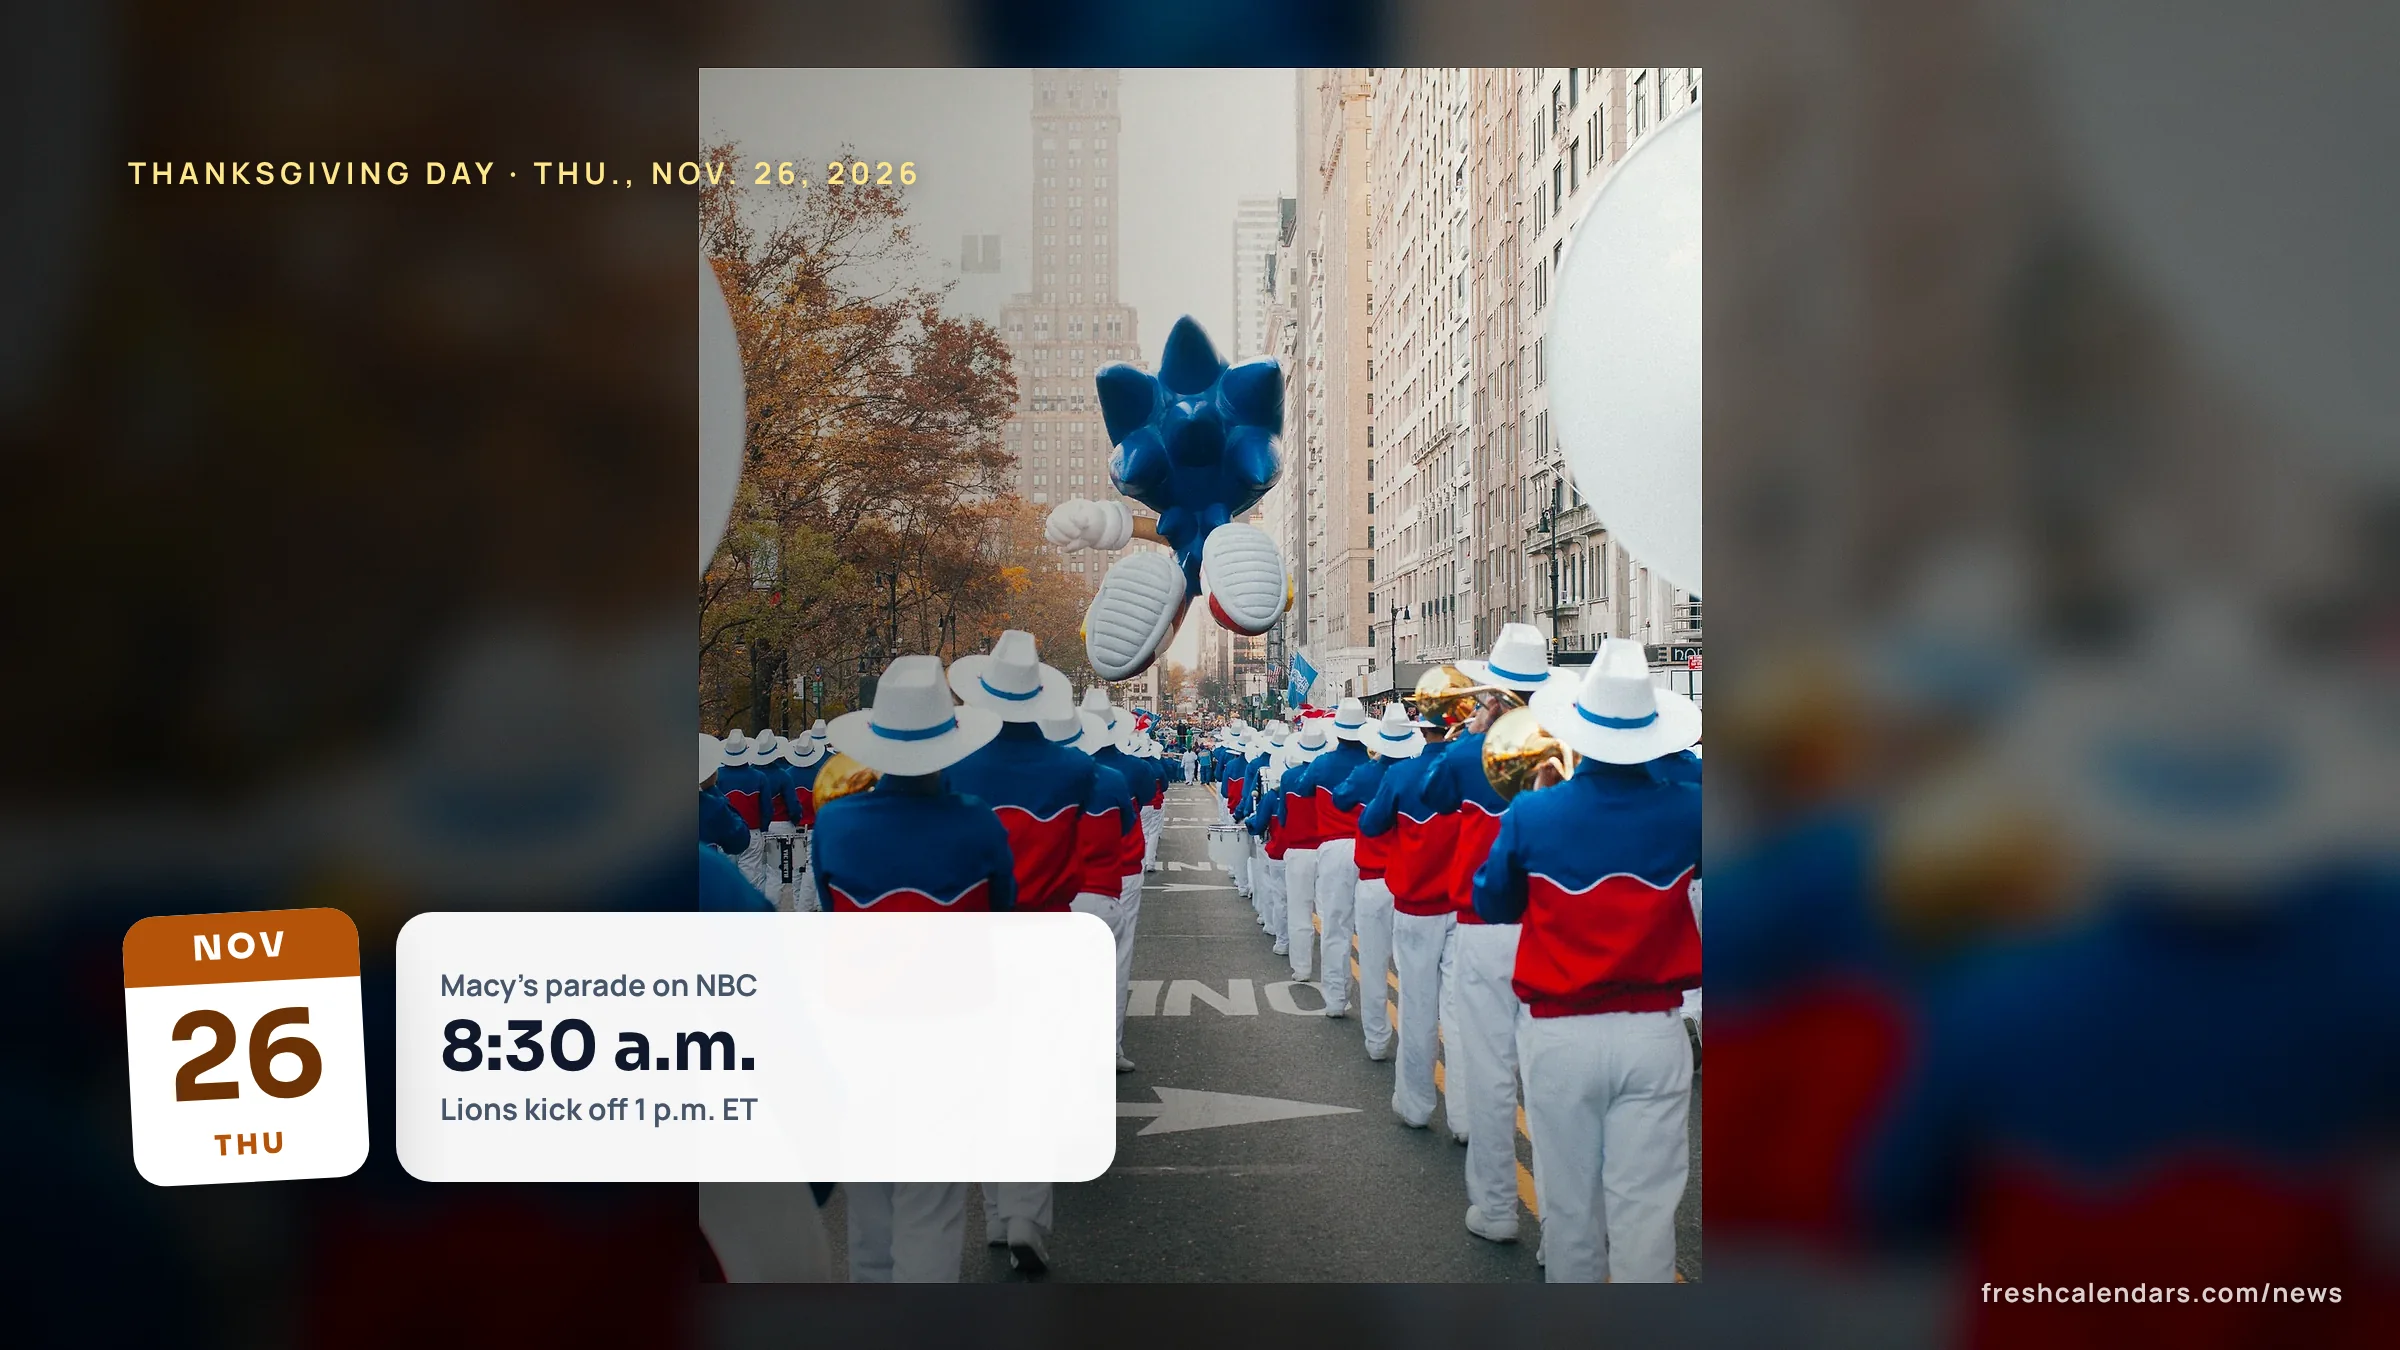 THANKSGIVING DAY · THU., NOV. 26, 2026
NOV
26
THU
Macy’s parade on NBC
8:30 a.m.
Lions kick off 1 p.m. ET
freshcalendars.com/news